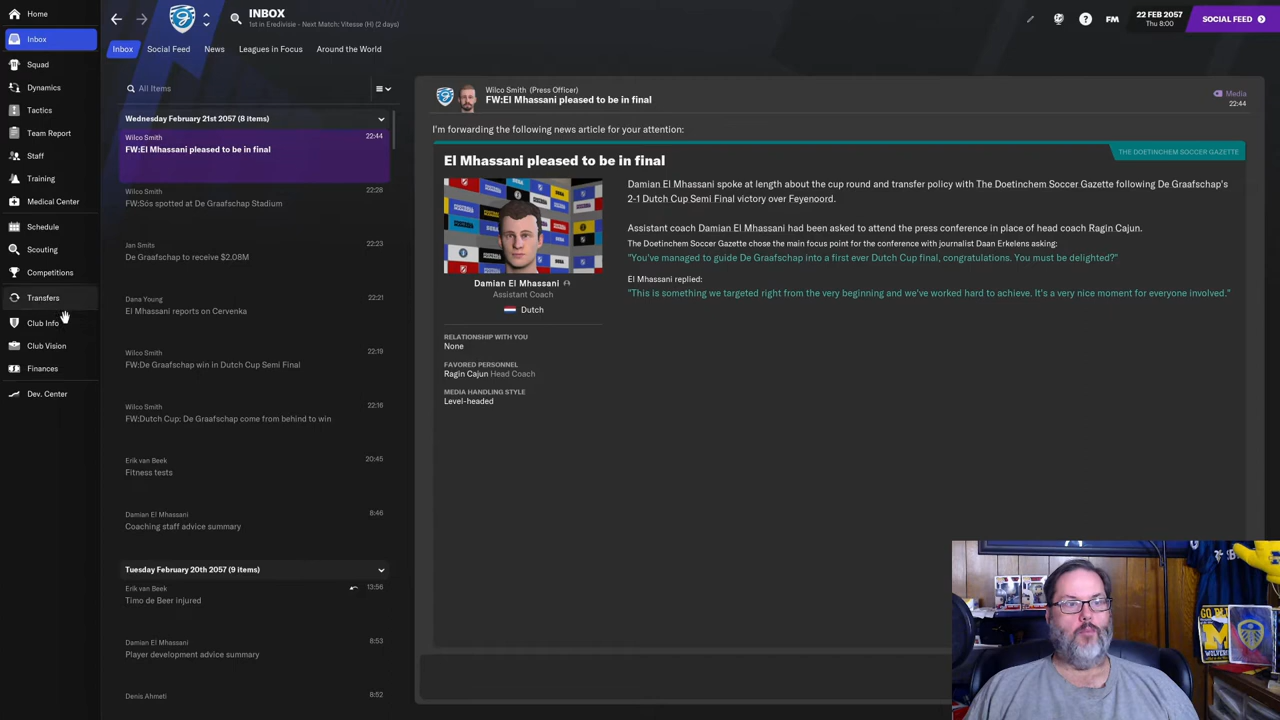 Home
Inbox
Squad
Dynamics
Tactics
Team Report
Staff
Training
Medical Center
Schedule
Scouting
Competitions
Transfers
Club Info
Club Vision
Finances
Dev. Center
INBOX
1st in Eredivisie - Next Match: Vitesse (H) (2 days)
FM
22 FEB 2057
Thu 8:00
SOCIAL FEED
Inbox
Social Feed
News
Leagues in Focus
Around the World
All Items
Wednesday February 21st 2057 (8 items)
Wilco Smith
22:44
FW:El Mhassani pleased to be in final
Wilco Smith
22:28
FW:Sós spotted at De Graafschap Stadium
Jan Smits
22:23
De Graafschap to receive $2.08M
Dana Young
22:21
El Mhassani reports on Cervenka
Wilco Smith
22:19
FW:De Graafschap win in Dutch Cup Semi Final
Wilco Smith
22:16
FW:Dutch Cup: De Graafschap come from behind to win
Erik van Beek
20:45
Fitness tests
Damian El Mhassani
8:46
Coaching staff advice summary
Tuesday February 20th 2057 (9 items)
Erik van Beek
13:56
Timo de Beer injured
Damian El Mhassani
8:53
Player development advice summary
Denis Ahmeti
8:52
Wilco Smith (Press Officer)
FW:El Mhassani pleased to be in final
Media
22:44
I'm forwarding the following news article for your attention:
THE DOETINCHEM SOCCER GAZETTE
El Mhassani pleased to be in final
Damian El Mhassani
Assistant Coach
Dutch
RELATIONSHIP WITH YOU
None
FAVORED PERSONNEL
Ragin Cajun Head Coach
MEDIA HANDLING STYLE
Level-headed
Damian El Mhassani spoke at length about the cup round and transfer policy with The Doetinchem Soccer Gazette following De Graafschap's
2-1 Dutch Cup Semi Final victory over Feyenoord.
Assistant coach Damian El Mhassani had been asked to attend the press conference in place of head coach Ragin Cajun.
The Doetinchem Soccer Gazette chose the main focus point for the conference with journalist Daan Erkelens asking:
"You've managed to guide De Graafschap into a first ever Dutch Cup final, congratulations. You must be delighted?"
El Mhassani replied:
"This is something we targeted right from the very beginning and we've worked hard to achieve. It's a very nice moment for everyone involved."
GO BLUE
M